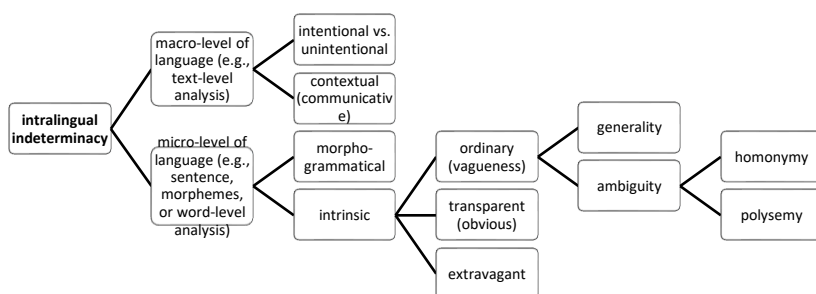 intralingual
indeterminacy
macro-level of
language (e.g.,
text-level
analysis)
intentional vs.
unintentional
contextual
(communicativ
e)
micro-level of
language (e.g.,
sentence,
morphemes,
or word-level
analysis)
morpho-
grammatical
intrinsic
ordinary
(vagueness)
generality
ambiguity
homonymy
polysemy
transparent
(obvious)
extravagant